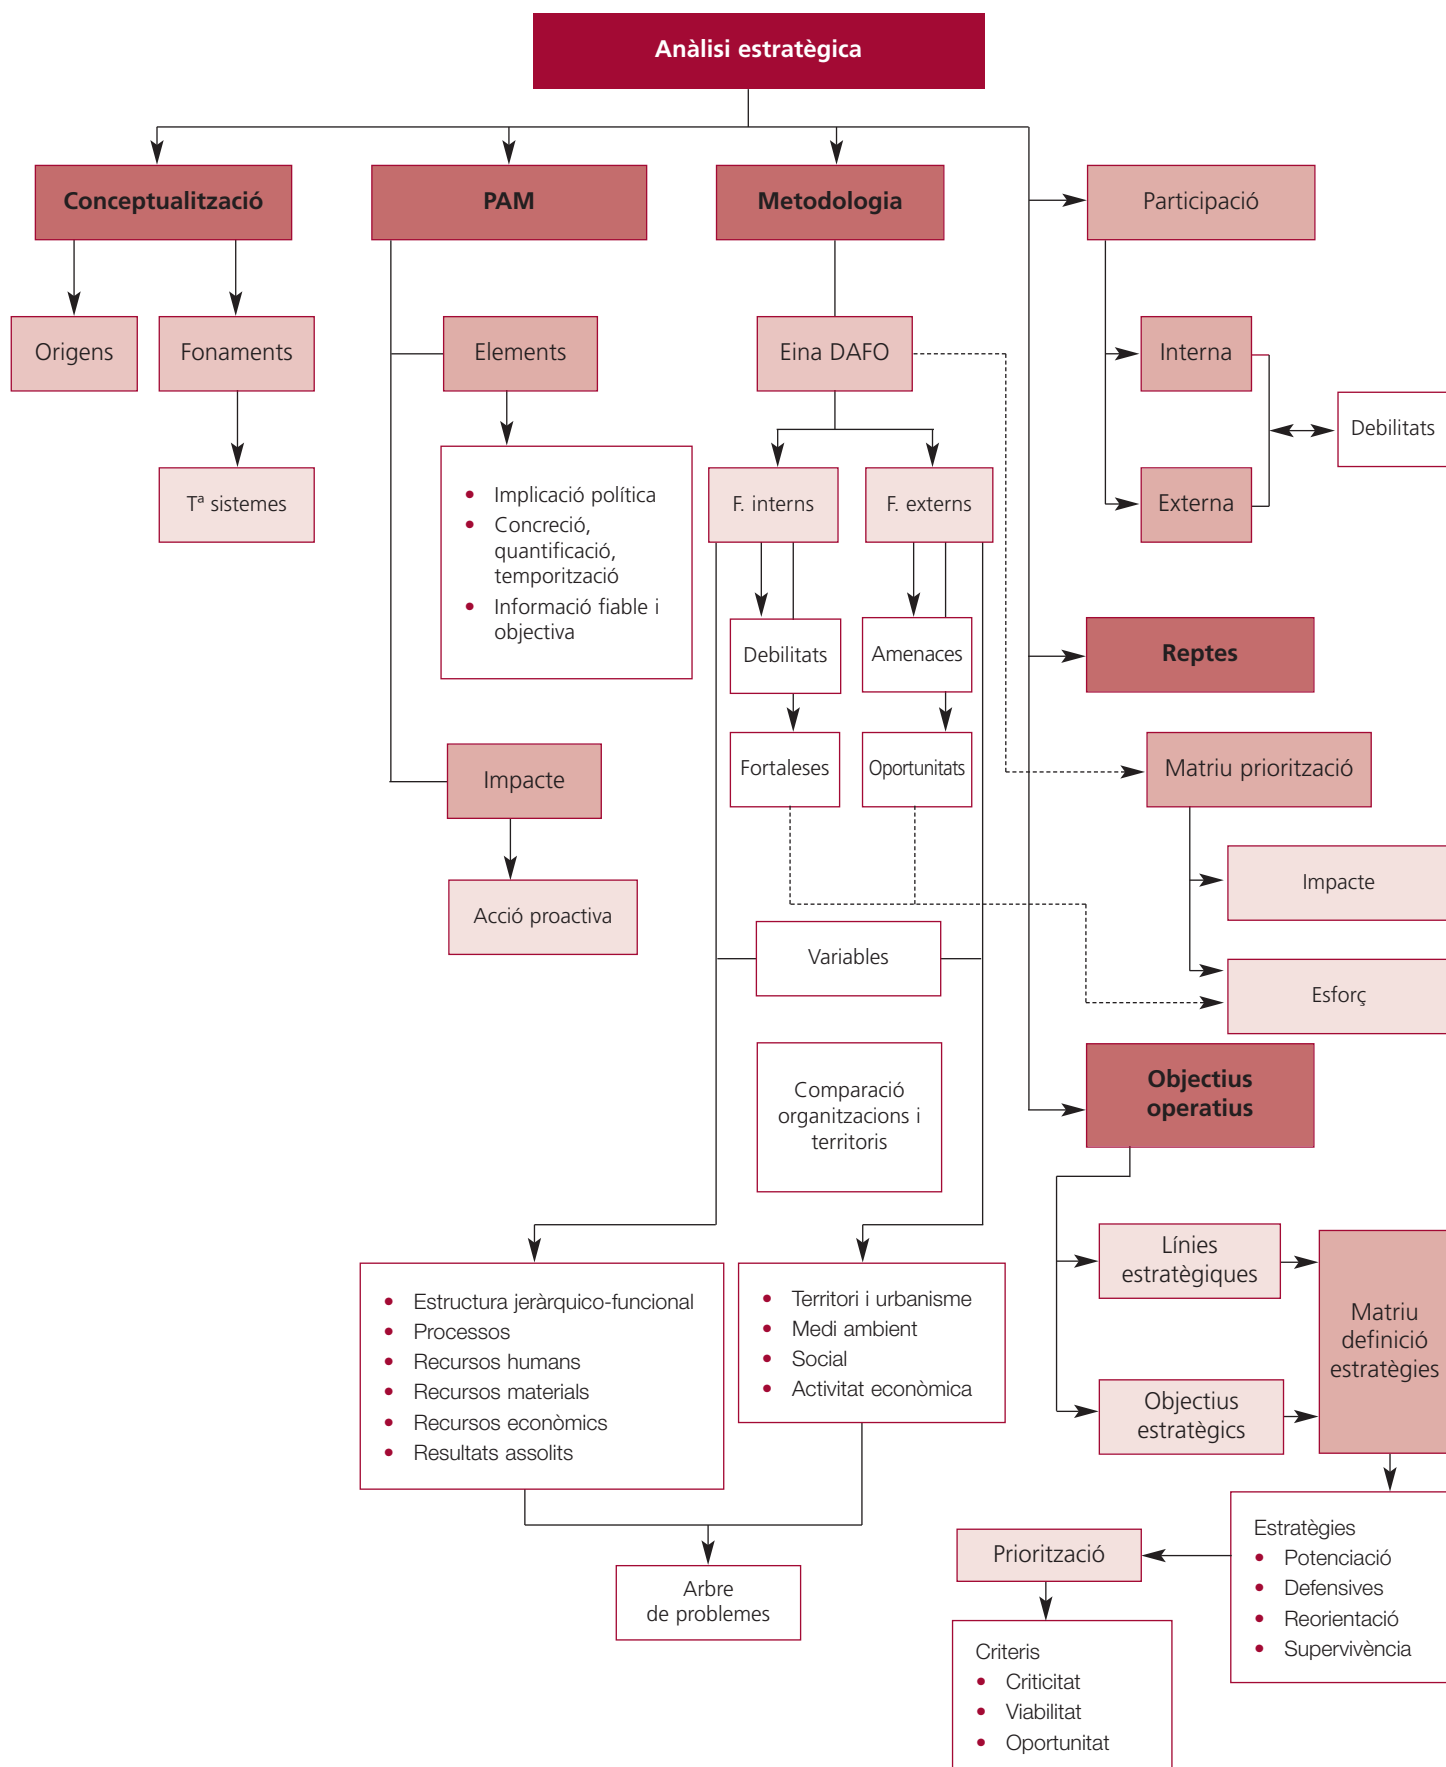 Anàlisi estratègica
Conceptualització
PAM
Metodologia
Participació
Origens
Fonaments
Elements
Eina DAFO
Interna
Debilitats
Tª sistemes
• Implicació política
• Concreció,
quantificació,
temporització
• Informació fiable i
objectiva
F. interns
F. externs
Externa
Debilitats
Amenaces
Reptes
Fortaleses
Oportunitats
Impacte
Matriu priorització
Acció proactiva
Impacte
Variables
Esforç
Comparació
organitzacions i
territoris
Objectius
operatius
• Estructura jeràrquico-funcional
• Processos
• Recursos humans
• Recursos materials
• Recursos econòmics
• Resultats assolits
• Territori i urbanisme
• Medi ambient
• Social
• Activitat econòmica
Línies
estratègiques
Objectius
estratègics
Matriu
definició
estratègies
Arbre
de problemes
Priorització
Estratègies
• Potenciació
• Defensives
• Reorientació
• Supervivència
Criteris
• Criticitat
• Viabilitat
• Oportunitat